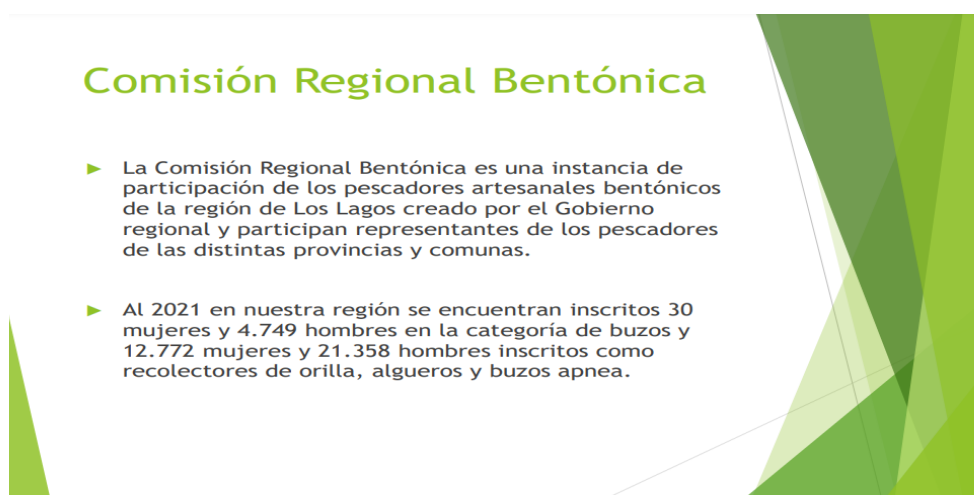 Comisión Regional Bentónica
La Comisión Regional Bentónica es una instancia de
participación de los pescadores artesanales bentónicos
de la región de Los Lagos creado por el Gobierno
regional y participan representantes de los pescadores
de las distintas provincias y comunas.
Al 2021 en nuestra región se encuentran inscritos 30
mujeres y 4.749 hombres en la categoría de buzos y
12.772 mujeres y 21.358 hombres inscritos como
recolectores de orilla, algueros y buzos apnea.